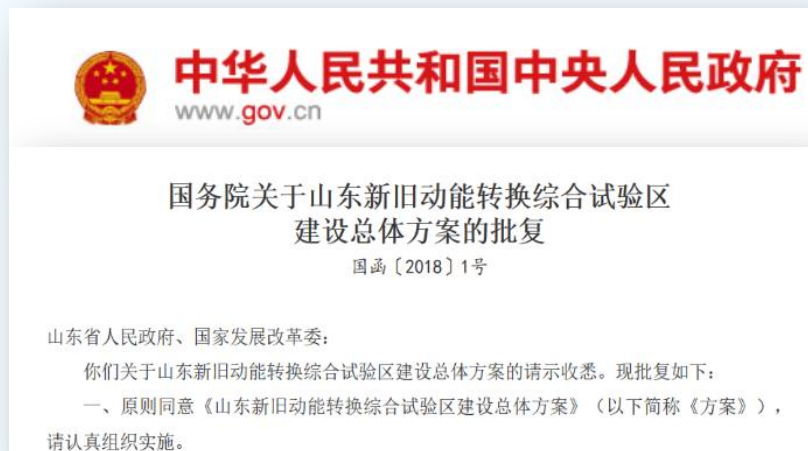 中华人民共和国中央人民政府
www.gov.cn
国务院关于山东新旧动能转换综合试验区
建设总体方案的批复
国函〔2018〕1号
山东省人民政府、国家发展改革委：
你们关于山东新旧动能转换综合试验区建设总体方案的请示收悉。现批复如下：
一、原则同意《山东新旧动能转换综合试验区建设总体方案》（以下简称《方案》），
请认真组织实施。